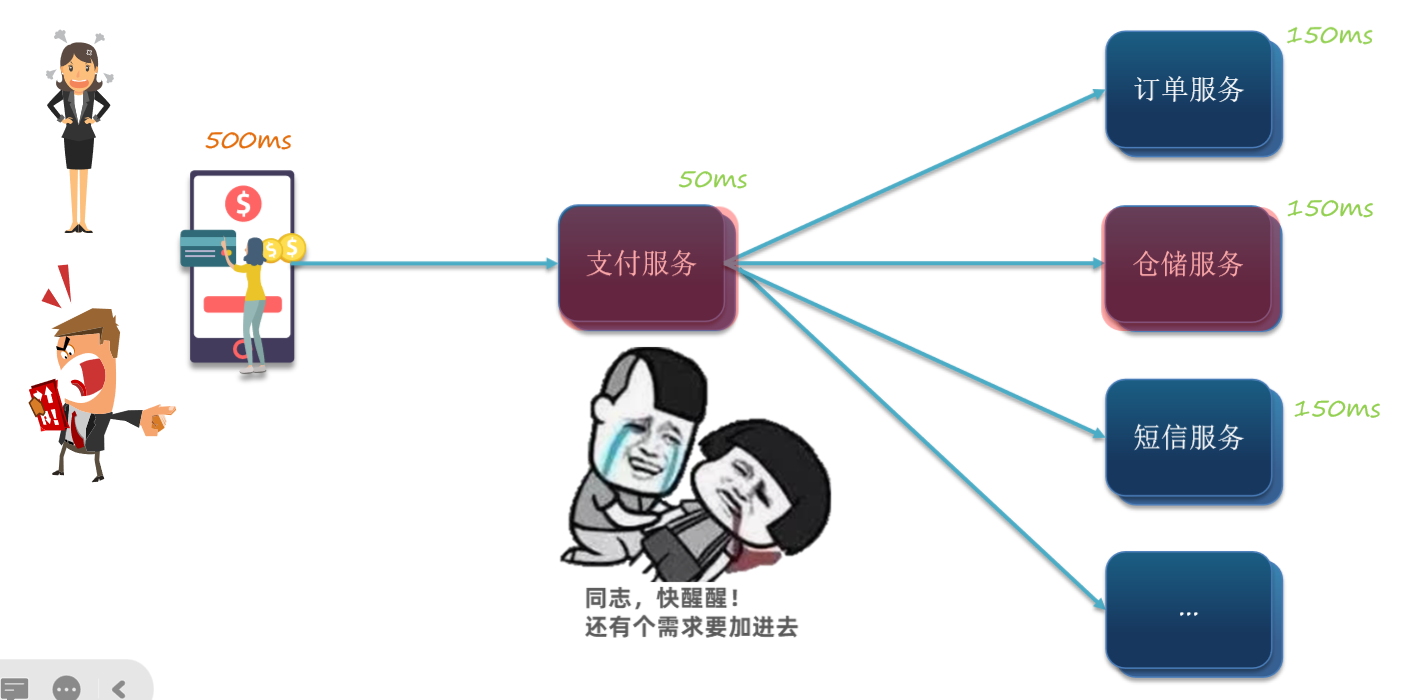 150ms
订单服务
500ms
$
50ms
150ms
支付服务
仓储服务
$
$
150ms
短信服务
同志，快醒醒！
还有个需求要加进去
...